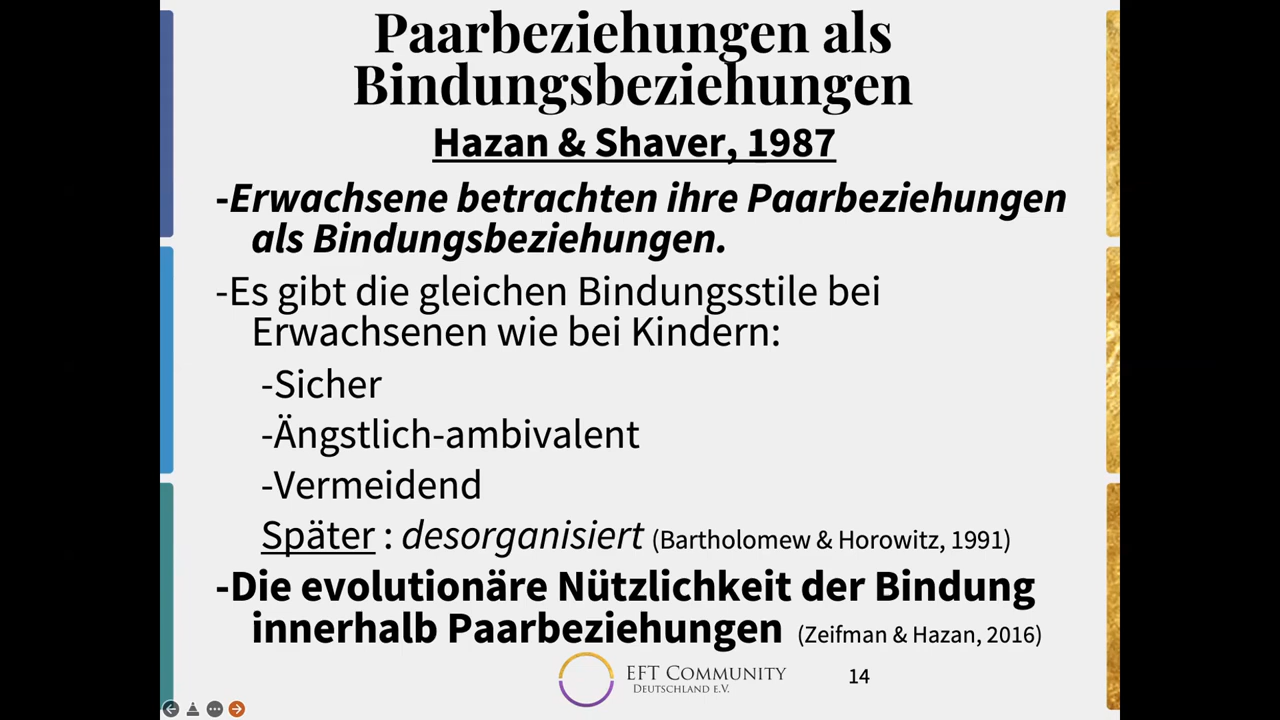 Paarbeziehungen als
Bindungsbeziehungen
Hazan & Shaver, 1987
-Erwachsene betrachten ihre Paarbeziehungen
als Bindungsbeziehungen.
-Es gibt die gleichen Bindungsstile bei
Erwachsenen wie bei Kindern:
-Sicher
-Ängstlich-ambivalent
-Vermeidend
Später : desorganisiert (Bartholomew & Horowitz, 1991)
-Die evolutionäre Nützlichkeit der Bindung
innerhalb Paarbeziehungen (Zeifman & Hazan, 2016)
EFT Community
Deutschland e.V.
14